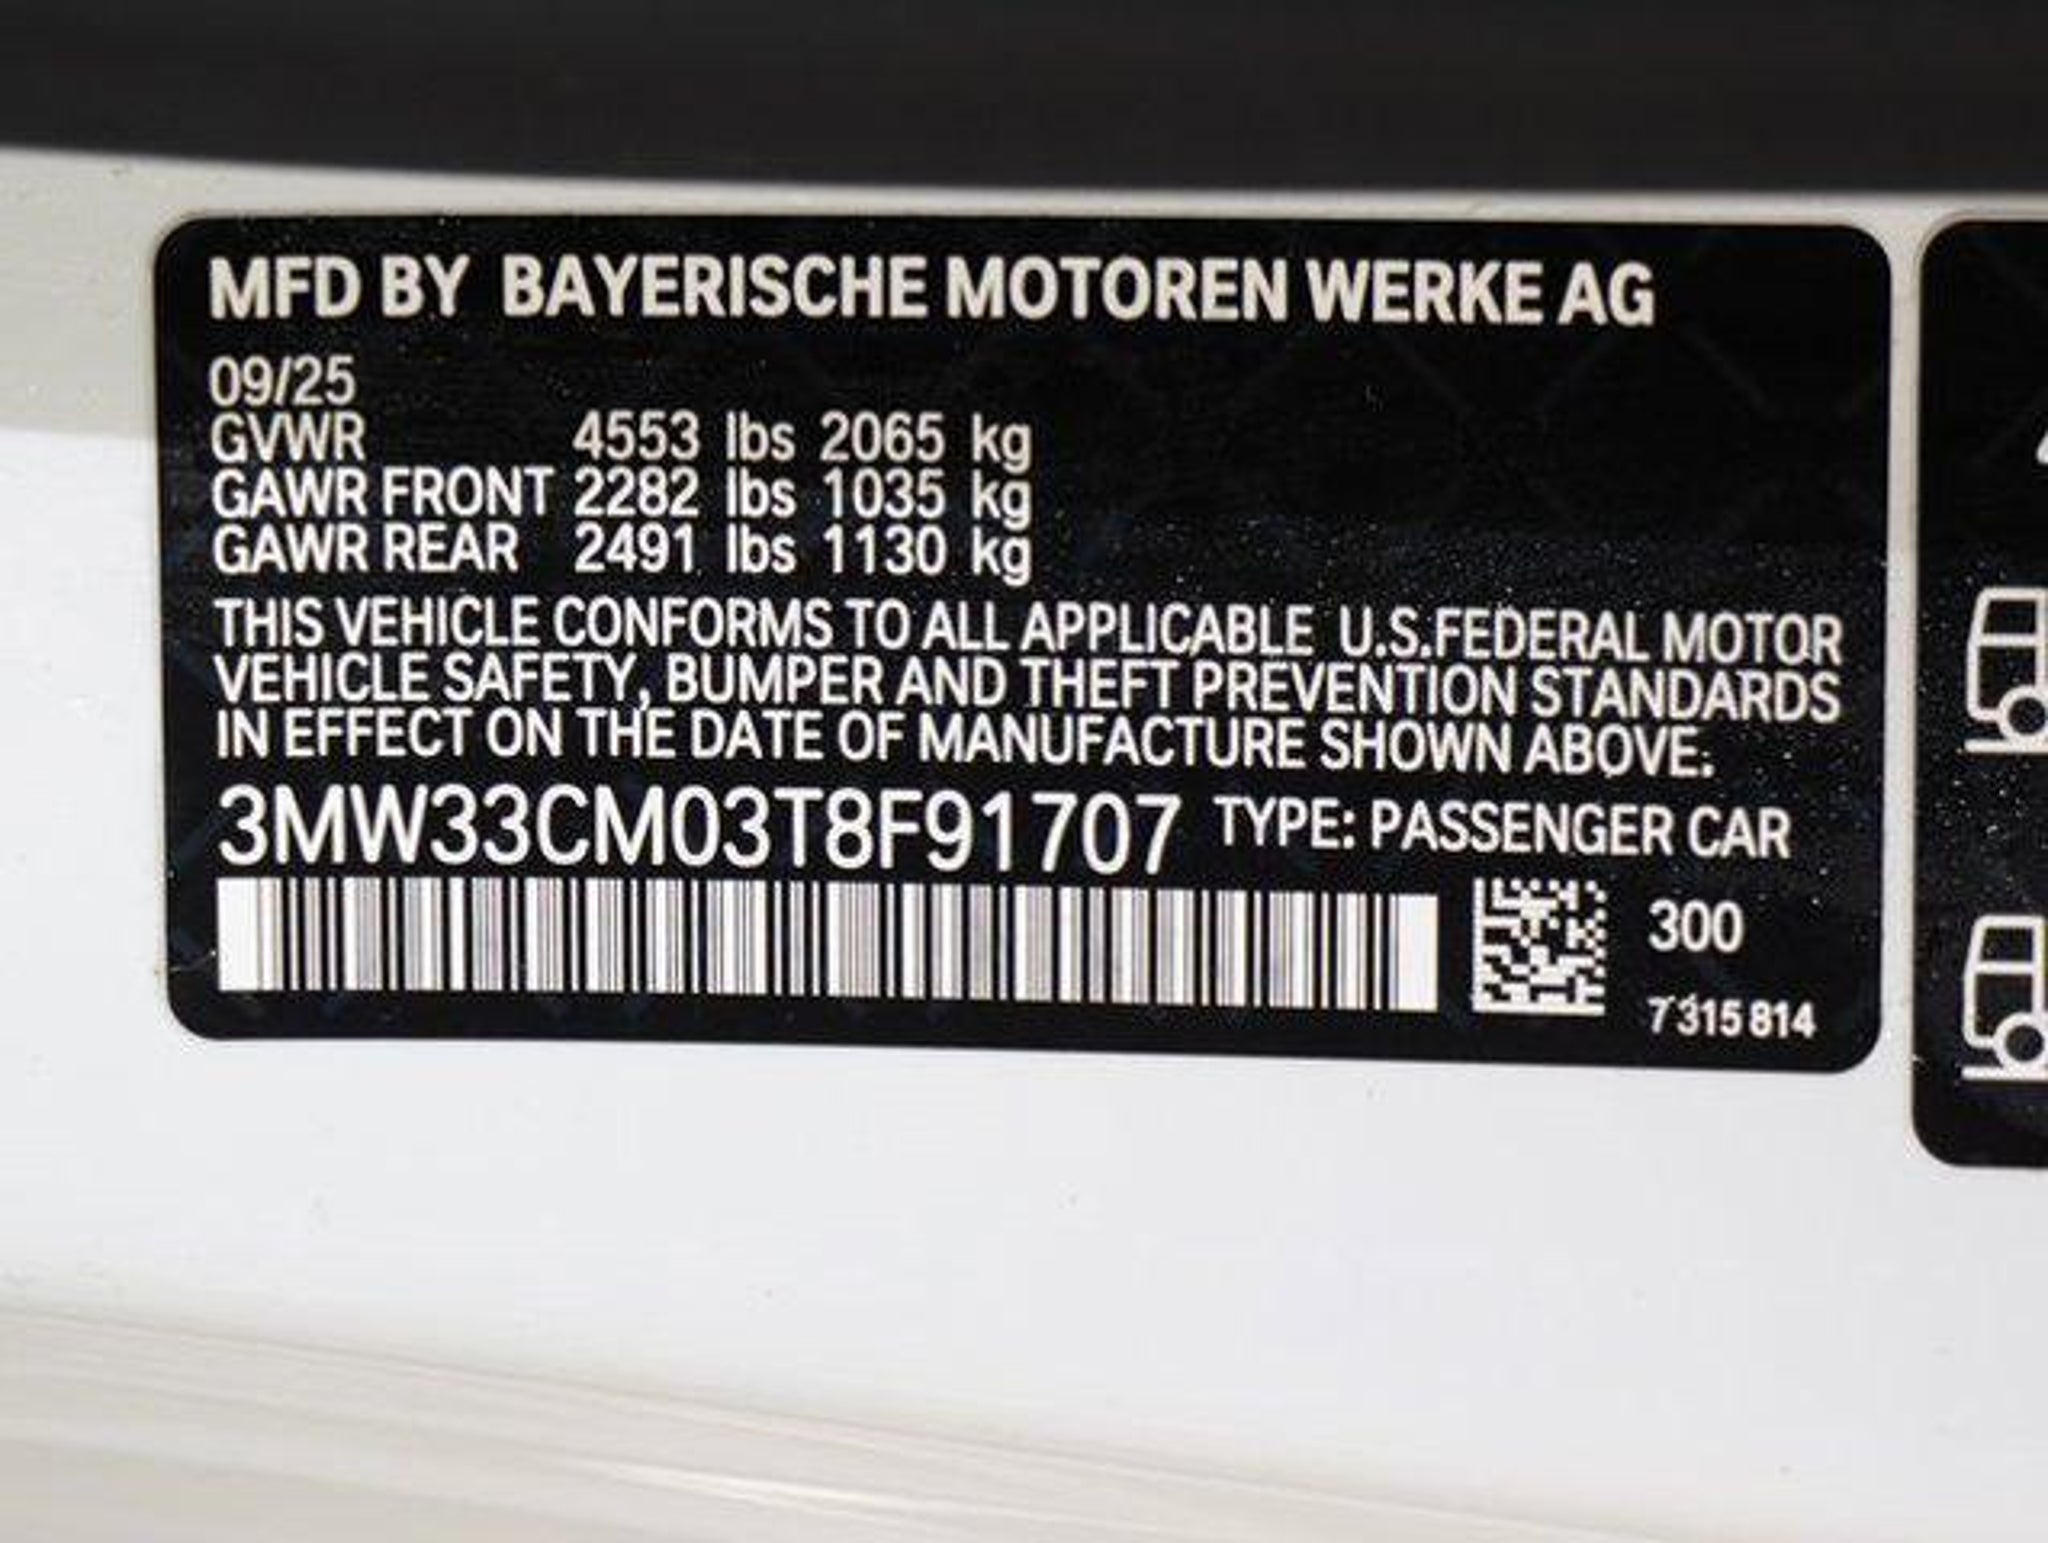 MFD BY BAYERISCHE MOTOREN WERKE AG
09/25
GVWR 4553 lbs 2065 kg
GAWR FRONT 2282 lbs 1035 kg
GAWR REAR 2491 lbs 1130 kg
THIS VEHICLE CONFORMS TO ALL APPLICABLE U.S.FEDERAL MOTOR
VEHICLE SAFETY, BUMPER AND THEFT PREVENTION STANDARDS
IN EFFECT ON THE DATE OF MANUFACTURE SHOWN ABOVE.
3MW33CM03T8F91707 TYPE: PASSENGER CAR
300
7315814